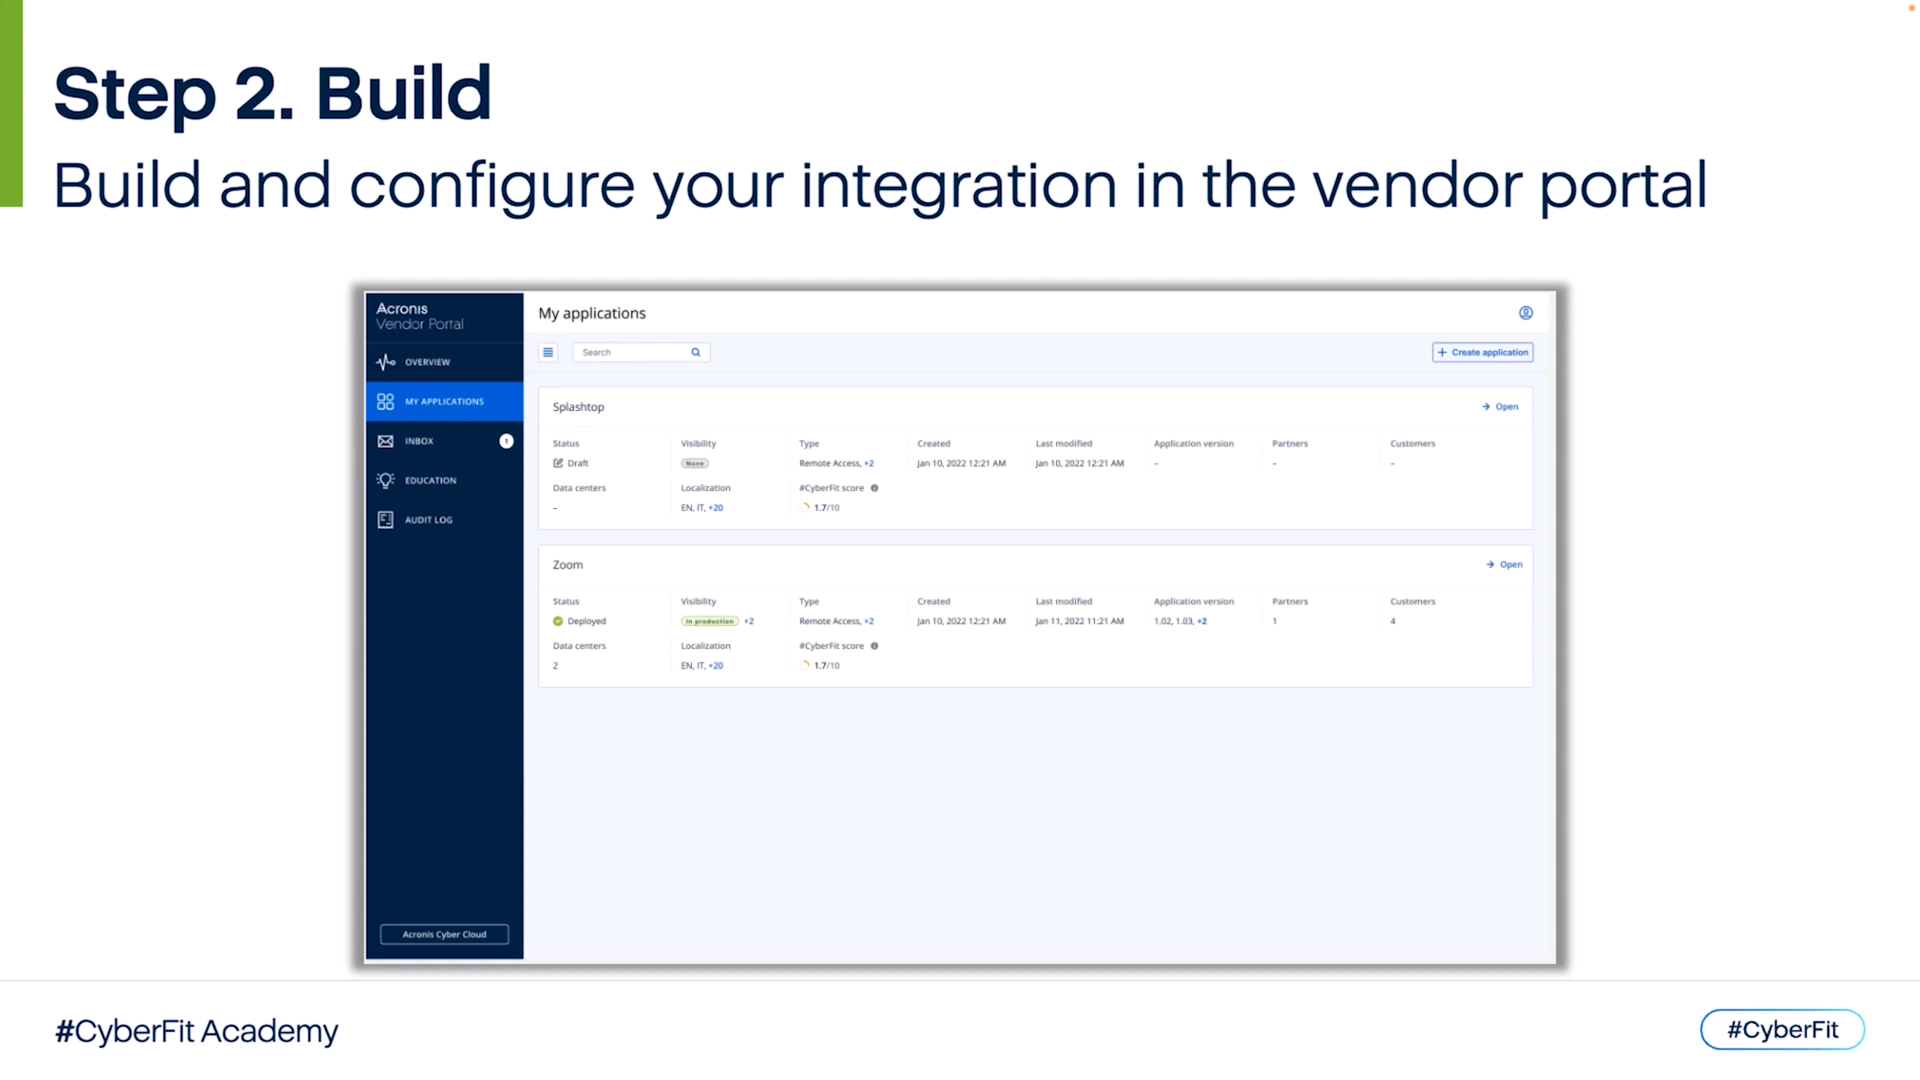 Step 2. Build
Build and configure your integration in the vendor portal
Acronis
Vendor Portal
OVERVIEW
MY APPLICATIONS
INBOX 1
EDUCATION
AUDIT LOG
Acronis Cyber Cloud
My applications
Search
+ Create application
Splashtop
→ Open
Status Visibility Type Created Last modified Application version Partners Customers
Draft None Remote Access, +2 Jan 10, 2022 12:21 AM Jan 10, 2022 12:21 AM – – –
Data centers Localization #CyberFit score
– EN, IT, +20 1.7/10
Zoom
→ Open
Status Visibility Type Created Last modified Application version Partners Customers
Deployed In production +2 Remote Access, +2 Jan 10, 2022 12:21 AM Jan 11, 2022 11:21 AM 1.02, 1.03, +2 1 4
Data centers Localization #CyberFit score
2 EN, IT, +20 1.7/10
#CyberFit Academy
#CyberFit